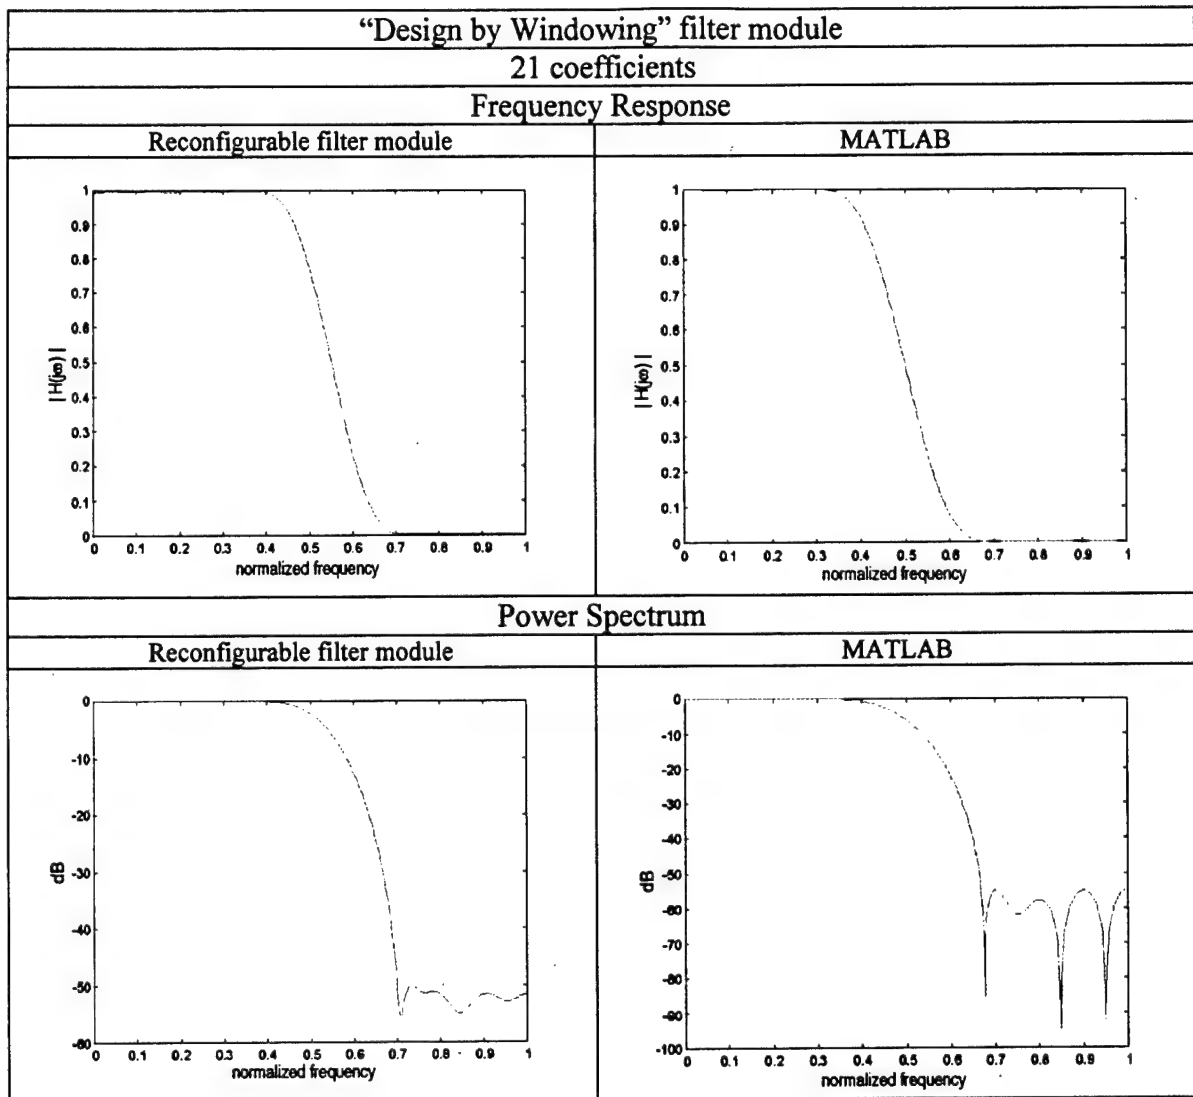 “Design by Windowing” filter module
21 coefficients
Frequency Response
Reconfigurable filter module
MATLAB
1
0.9
0.8
0.7
0.6
0.5
0.4
0.3
0.2
0.1
0
|H(jω)|
0 0.1 0.2 0.3 0.4 0.5 0.6 0.7 0.8 0.9 1
normalized frequency
1
0.9
0.8
0.7
0.6
0.5
0.4
0.3
0.2
0.1
0
|H(jω)|
0 0.1 0.2 0.3 0.4 0.5 0.6 0.7 0.8 0.9 1
normalized frequency
Power Spectrum
Reconfigurable filter module
MATLAB
0
-10
-20
-30
-40
-50
-60
dB
0 0.1 0.2 0.3 0.4 0.5 0.6 0.7 0.8 0.9 1
normalized frequency
0
-10
-20
-30
-40
-50
-60
-70
-80
-90
-100
dB
0 0.1 0.2 0.3 0.4 0.5 0.6 0.7 0.8 0.9 1
normalized frequency